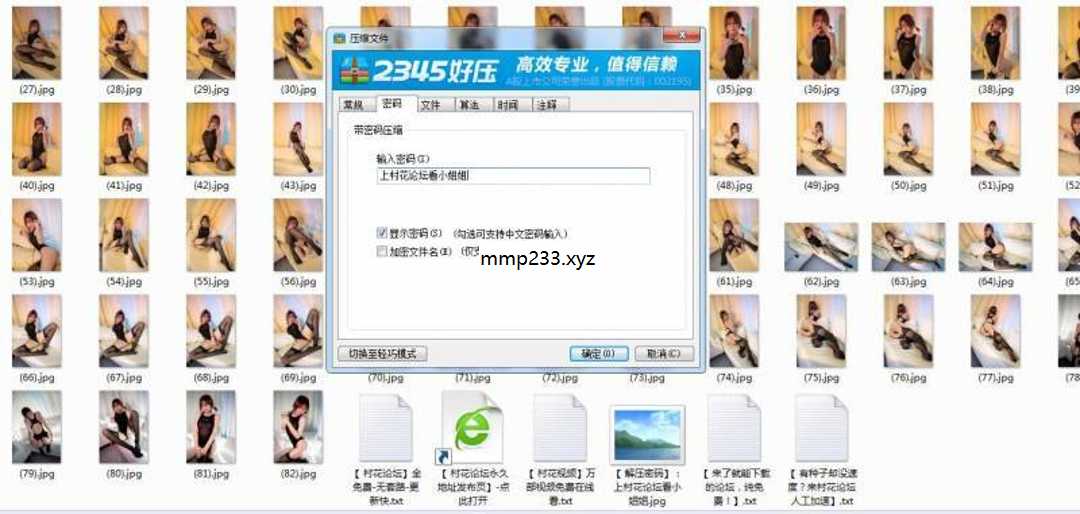 压缩文件
2345好压
高效专业，值得信赖
A股上市公司荣誉出品 (股票代码：002195)
常规 密码 文件 算法 时间 注释
带密码压缩
输入密码(I)
上村花论坛看小姐姐
显示密码(S) (勾选可支持中文密码输入)
加密文件名(E) (仅
mmp233.xyz
切换至轻巧模式 确定(O) 取消(C)
(27).jpg (28).jpg (29).jpg (30).jpg (35).jpg (36).jpg (37).jpg (38).jpg (39
(40).jpg (41).jpg (42).jpg (43).jpg (48).jpg (49).jpg (50).jpg (51).jpg (52
(53).jpg (54).jpg (55).jpg (56).jpg (61).jpg (62).jpg (63).jpg (64).jpg (65
(66).jpg (67).jpg (68).jpg (69).jpg (70).jpg (71).jpg (72).jpg (73).jpg (74).jpg (75).jpg (76).jpg (77).jpg (78
(79).jpg (80).jpg (81).jpg (82).jpg
【村花论坛】全
免费-无套路-更
新快.txt
【村花论坛永久
地址发布页】-点
此打开
【村花视频】万
部视频免费在线
看.txt
【解压密码】：
上村花论坛看小
姐姐.jpg
【来了就能下载
的论坛，纯免
费！】.txt
【有种子却没速
度？来村花论坛
人工加速】.txt